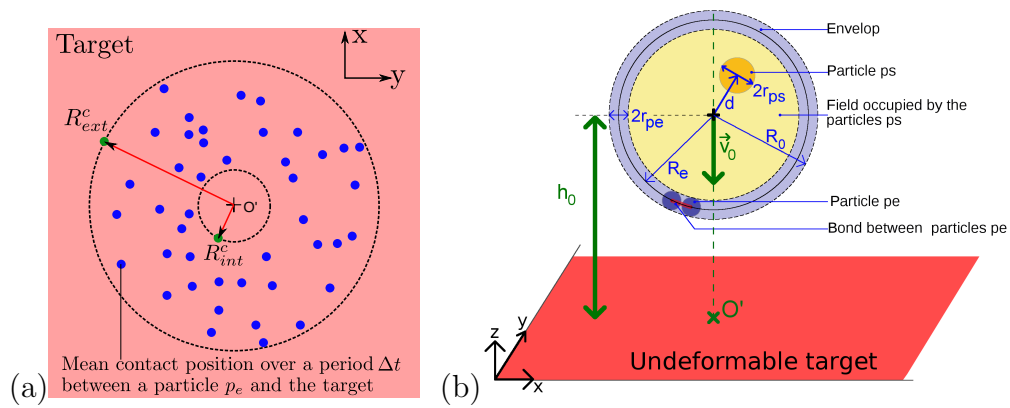 Target
x
y
R^c_ext.
O'
R^c_int
Mean contact position over a period Δt
between a particle p_e and the target
(a)
Envelop
Particle ps
2r_ps
d
Field occupied by the
particles ps
2r_pe
R_0
v⃗_0
R_e
h_0
Particle pe
Bond between particles pe
O'
y
z
x
Undeformable target
(b)